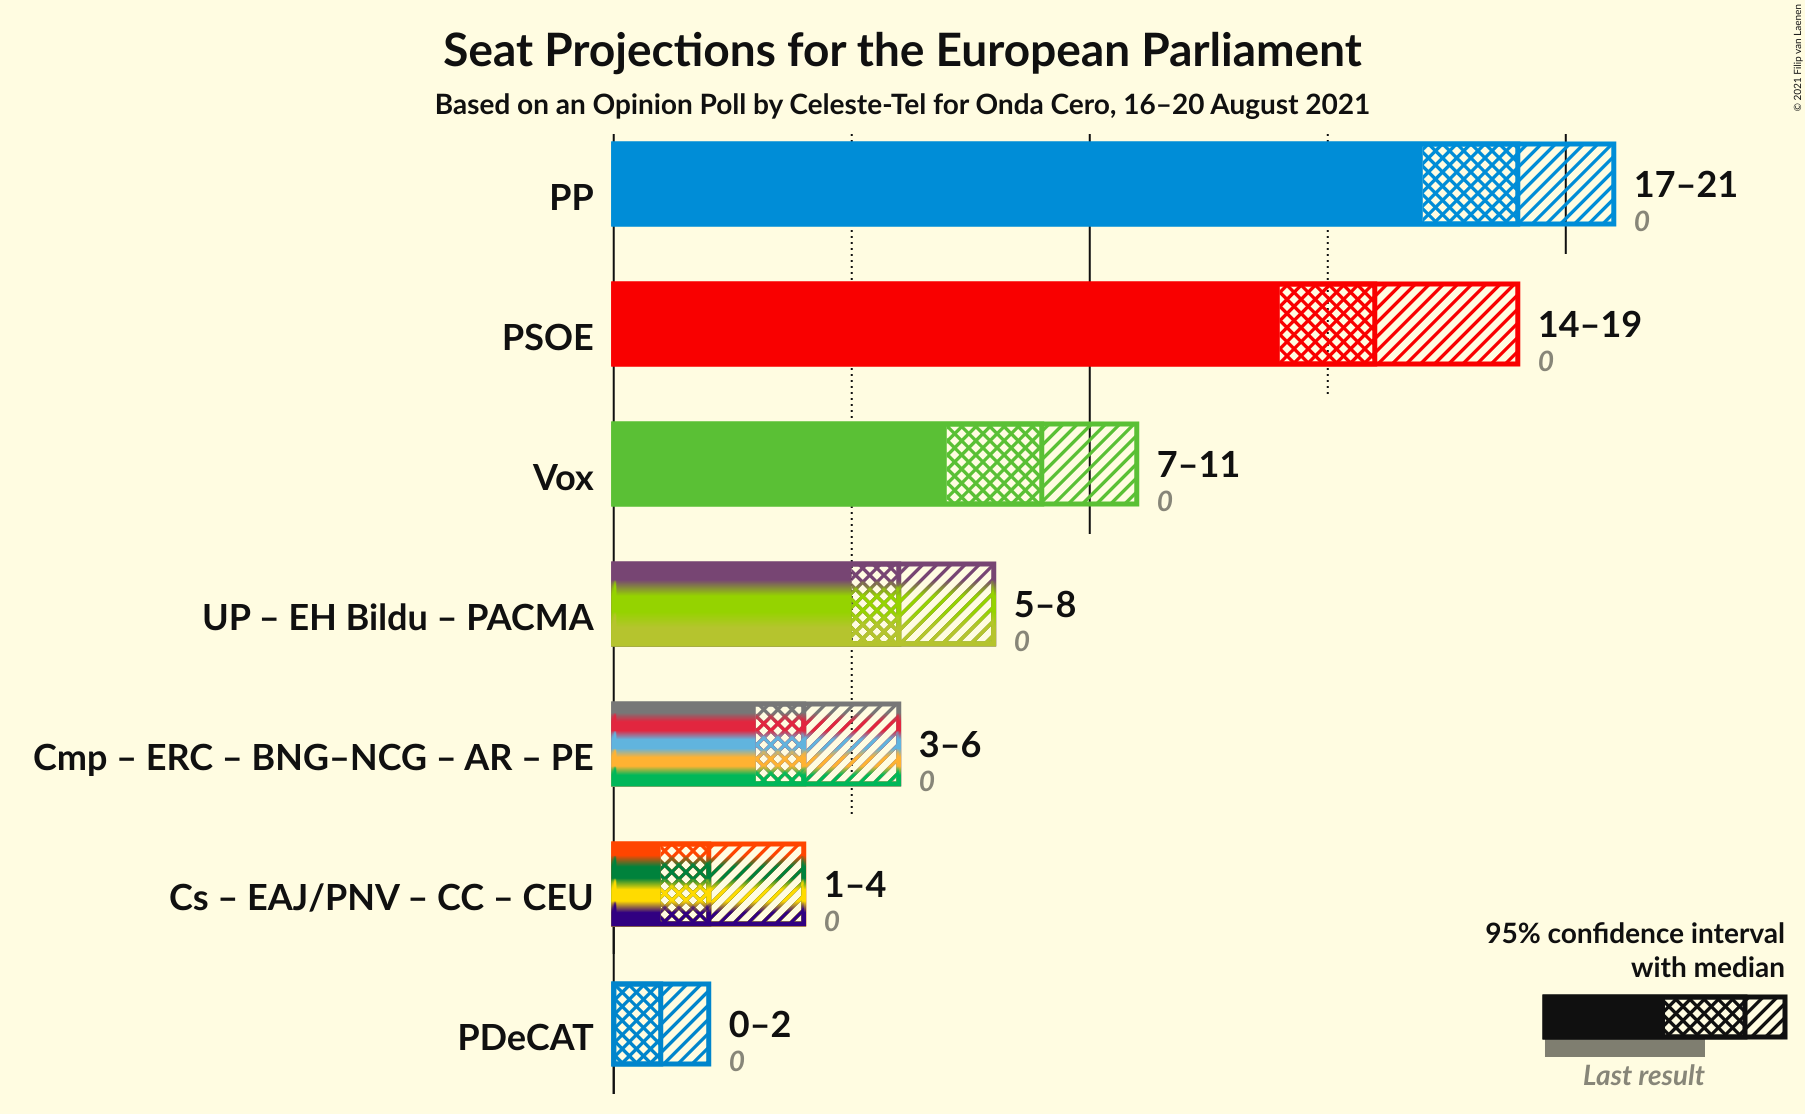 Seat Projections for the European Parliament
Based on an Opinion Poll by Celeste-Tel for Onda Cero, 16–20 August 2021
© 2021 Filip van Laenen
PP
17–21
0
PSOE
14–19
0
Vox
7–11
0
UP – EH Bildu – PACMA
5–8
0
Cmp – ERC – BNG–NCG – AR – PE
3–6
0
Cs – EAJ/PNV – CC – CEU
1–4
0
PDeCAT
0–2
0
95% confidence interval
with median
Last result